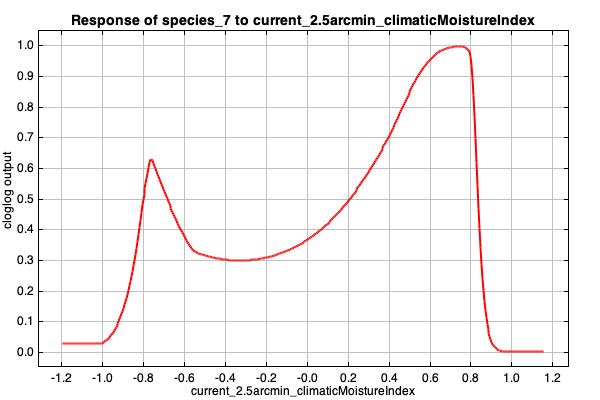 Response of species_7 to current_2.5arcmin_climaticMoistureIndex
cloglog output
1.0
0.9
0.8
0.7
0.6
0.5
0.4
0.3
0.2
0.1
0.0
-1.2 -1.0 -0.8 -0.6 -0.4 -0.2 -0.0 0.2 0.4 0.6 0.8 1.0 1.2
current_2.5arcmin_climaticMoistureIndex